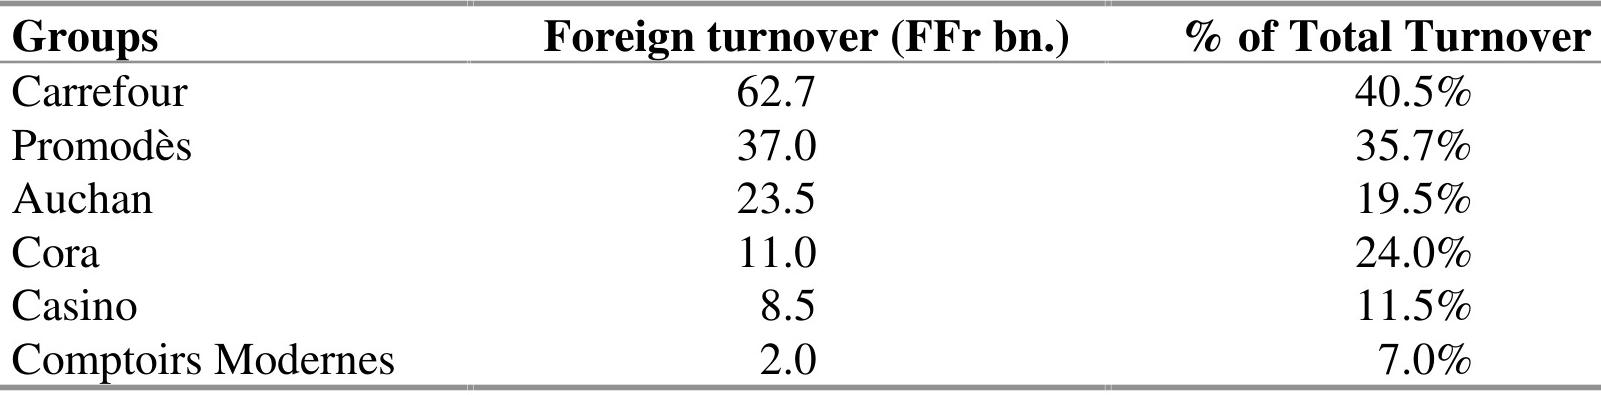 Groups Foreign turnover (FFr bn.) % of Total Turnover
Carrefour 62.7 40.5%
Promodès 37.0 35.7%
Auchan 23.5 19.5%
Cora 11.0 24.0%
Casino 8.5 11.5%
Comptoirs Modernes 2.0 7.0%